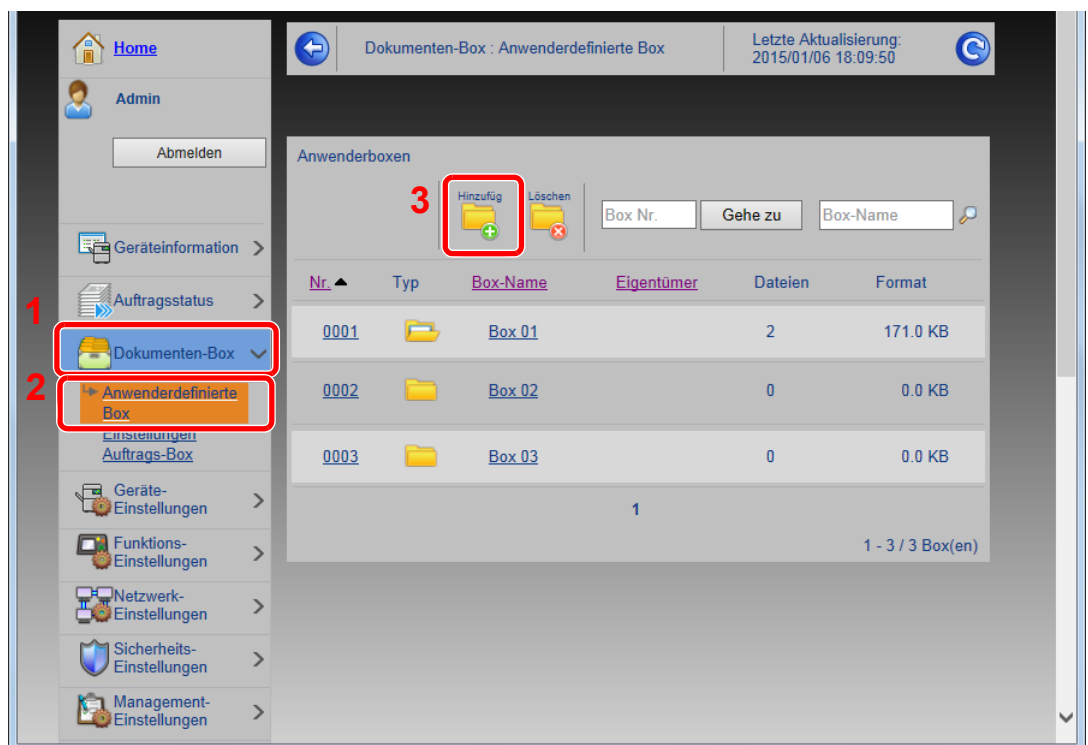 Home
Admin
Abmelden
Geräteinformation
Auftragsstatus
1
Dokumenten-Box
2
Anwenderdefinierte
Box
Einstellungen
Auftrags-Box
Geräte-
Einstellungen
Funktions-
Einstellungen
Netzwerk-
Einstellungen
Sicherheits-
Einstellungen
Management-
Einstellungen
Dokumenten-Box : Anwenderdefinierte Box
Letzte Aktualisierung:
2015/01/06 18:09:50
Anwenderboxen
3
Hinzufüg Löschen
Box Nr. Gehe zu Box-Name
Nr. Typ Box-Name Eigentümer Dateien Format
0001 Box 01 2 171.0 KB
0002 Box 02 0 0.0 KB
0003 Box 03 0 0.0 KB
1
1 - 3 / 3 Box(en)